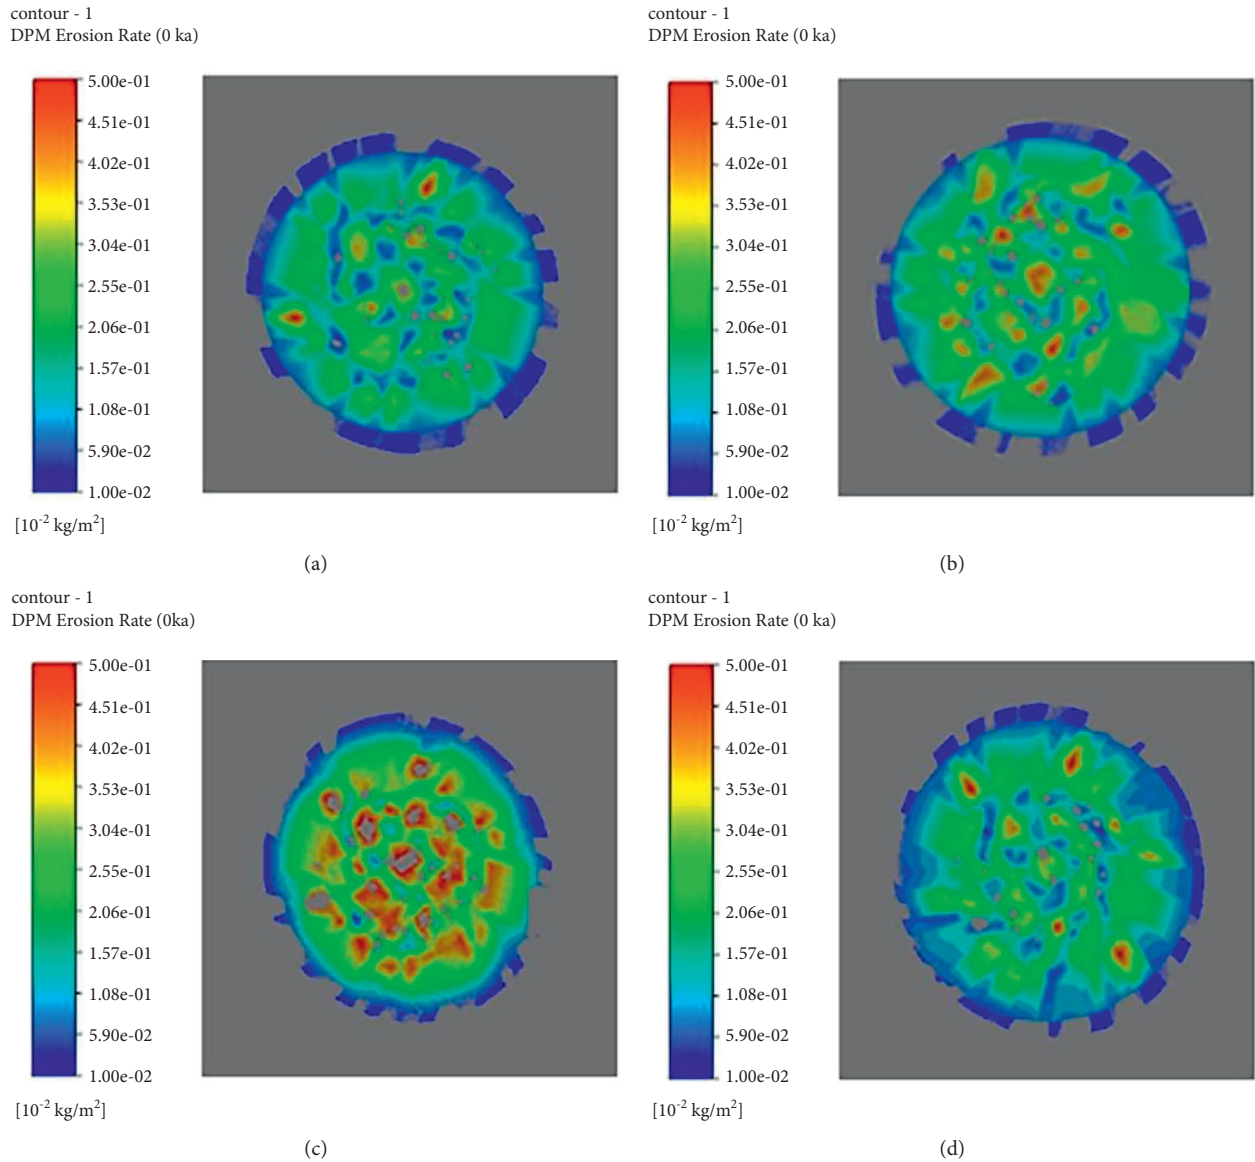 contour - 1
DPM Erosion Rate (0 ka)
5.00e-01
4.51e-01
4.02e-01
3.53e-01
3.04e-01
2.55e-01
2.06e-01
1.57e-01
1.08e-01
5.90e-02
1.00e-02
[10⁻² kg/m²]
(a)
contour - 1
DPM Erosion Rate (0 ka)
5.00e-01
4.51e-01
4.02e-01
3.53e-01
3.04e-01
2.55e-01
2.06e-01
1.57e-01
1.08e-01
5.90e-02
1.00e-02
[10⁻² kg/m²]
(b)
contour - 1
DPM Erosion Rate (0ka)
5.00e-01
4.51e-01
4.02e-01
3.53e-01
3.04e-01
2.55e-01
2.06e-01
1.57e-01
1.08e-01
5.90e-02
1.00e-02
[10⁻² kg/m²]
(c)
contour - 1
DPM Erosion Rate (0 ka)
5.00e-01
4.51e-01
4.02e-01
3.53e-01
3.04e-01
2.55e-01
2.06e-01
1.57e-01
1.08e-01
5.90e-02
1.00e-02
[10⁻² kg/m²]
(d)